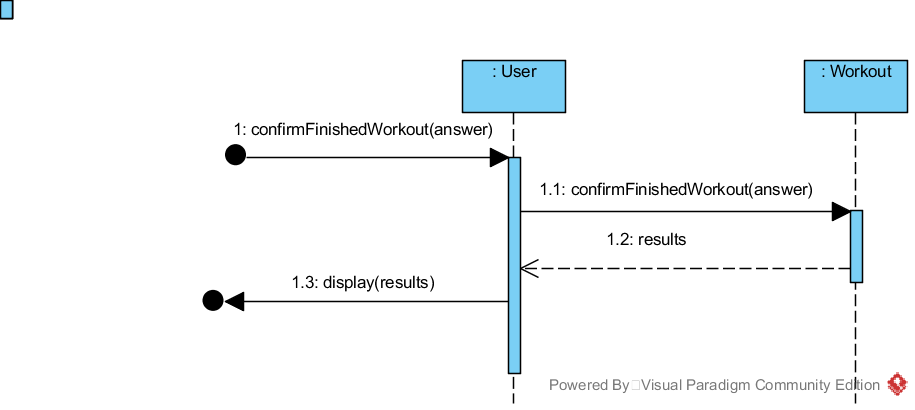 : User
: Workout
1: confirmFinishedWorkout(answer)
1.1: confirmFinishedWorkout(answer)
1.2: results
1.3: display(results)
Powered By Visual Paradigm Community Edition